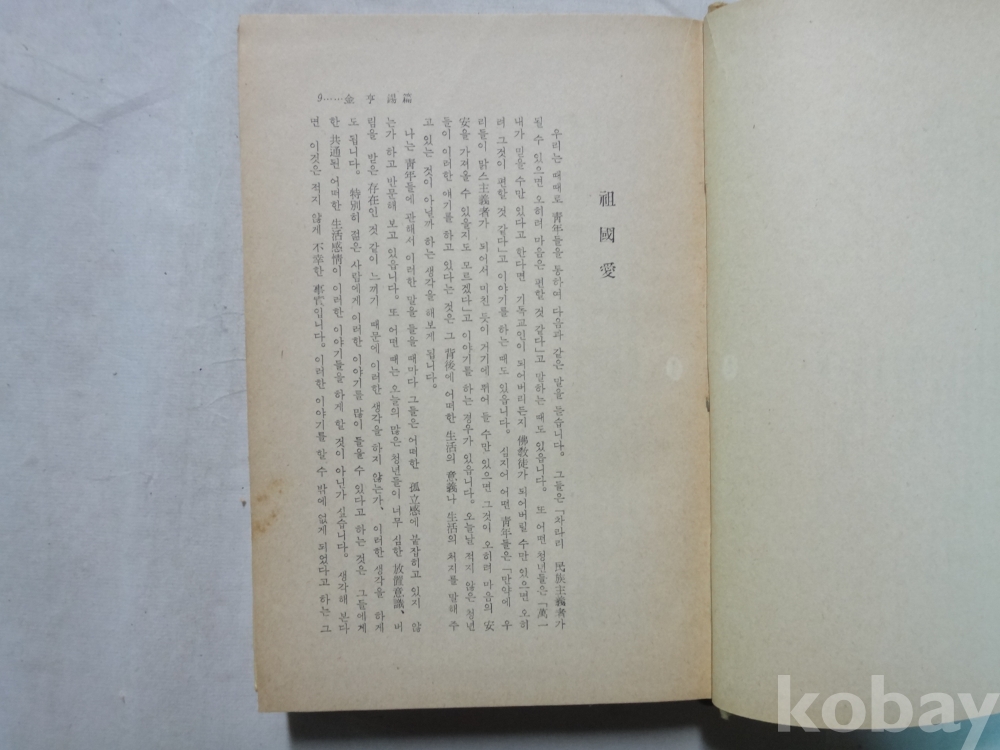 祖國愛
우리는 때때로 靑年들을 통하여 다음과 같은 말을 듣습니다. 그들은 「차라리 民族主義者가
될 수 있으면 오히려 마음은 편할 것 같다」고 말하는 때도 있읍니다. 또 어떤 청년들은 「萬一
내가 믿을 수만 있다고 한다면 기독교인이 되어버리든지 佛教徒가 되어버릴 수만 있으면 오히
려 그것이 편할 것 같다」고 이야기를 하는 때도 있읍니다. 심지어 어떤 靑年들은 「만약에 우
리들이 맑스主義者가 되어서 미친 듯이 거기에 뛰어 들 수만 있으면 그것이 오히려 마음의 安
安을 가져올 수 있을지도 모르겠다」고 이야기를 하는 경우가 있읍니다. 오늘날 적지 않은 청년
들이 이러한 얘기를 하고 있다는 것은 그 背後에 어떠한 生活의 意義나 生活의 처지를 말해 주
고 있는 것이 아닐까 하는 생각을 해보게 됩니다.
나는 靑年들에 관해서 이러한 말을 들을 때마다 그들은 어떠한 孤立感에 붙잡히고 있지 않
는가 하고 반문해 보고 있읍니다. 또 어떤 때는 오늘의 많은 청년들이 너무 심한 放置意識、버
림을 받은 存在인 것 같이 느끼기 때문에 이러한 생각을 하지 않는가、이러한 생각을 하게
도 됩니다. 特別히 젊은 사람에게 이러한 이야기를 많이 들을 수 있다고 하는 것은 그들에게
한 共通된 어떠한 生活感情이 이러한 이야기들을 하게 할 것이 아닌가 싶습니다. 생각해 본다
면 이것은 적지 않게 不幸한 事實입니다. 이러한 이야기를 할 수 밖에 없게 되었다고 하는 그
9……金亨錫篇
kobay